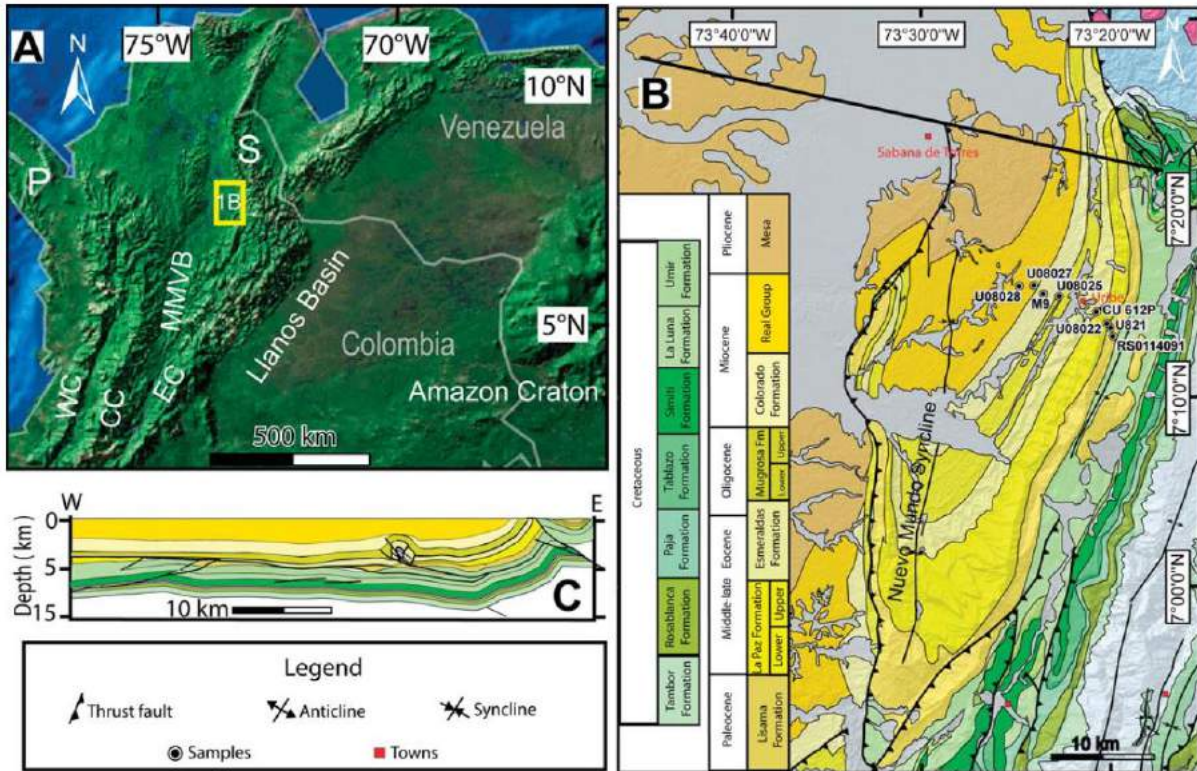 A
N
75°W
70°W
10°N
Venezuela
S
P
1B
MMVB
Llanos Basin
5°N
Colombia
WC
CC
EC
Amazon Craton
500 km
W
E
0
5
15
Depth (km)
10 km
C
Legend
Thrust fault
Anticline
Syncline
Samples
Towns
B
73°40'0"W
73°30'0"W
73°20'0"W
N
Sabana de Torres
7°20'0"N
7°10'0"N
7°00'0"N
U08027
U08028
U08025
M9
Uribe
CU 612P
U08022
U821
RS0114091
Nuevo Mundo Syncline
10 km
Cretaceous
Umir Formation
La Luna Formation
Simiti Formation
Tablazo Formation
Paja Formation
Rosablanca Formation
Tambor Formation
Pliocene
Miocene
Oligocene
Eocene
Middle-late
Paleocene
Mesa
Real Group
Colorado Formation
Mugrosa Fm
Upper
Lower
Esmeraldas Formation
La Paz Formation
Upper
Lower
Lisama Formation